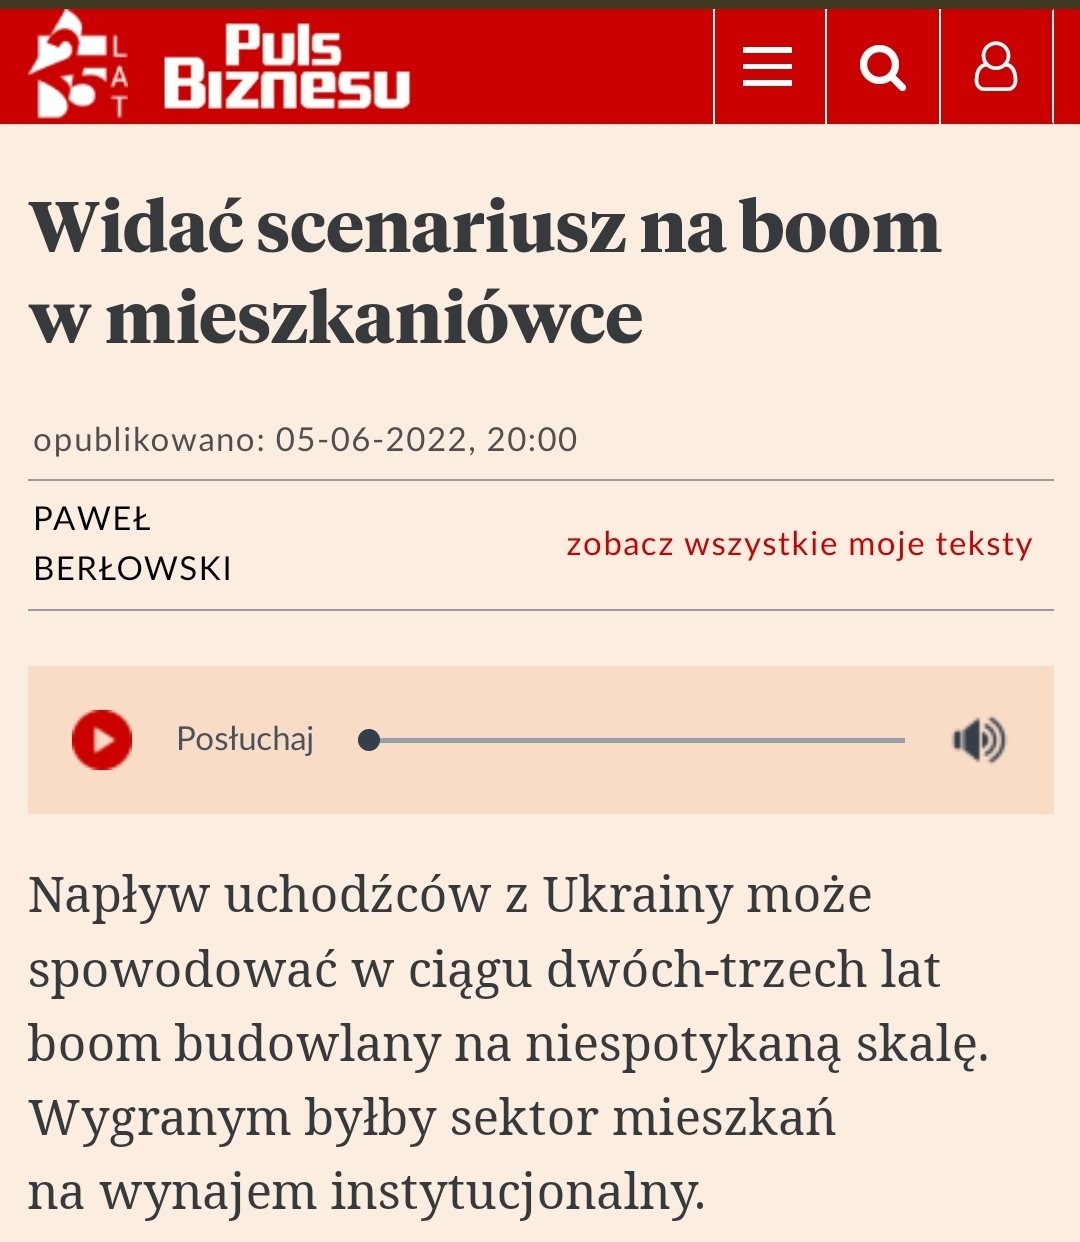 25 LAT
Puls
Biznesu
Widać scenariusz na boom
w mieszkaniówce
opublikowano: 05-06-2022, 20:00
PAWEŁ
BERŁOWSKI
zobacz wszystkie moje teksty
Posłuchaj
Napływ uchodźców z Ukrainy może
spowodować w ciągu dwóch-trzech lat
boom budowlany na niespotykaną skalę.
Wygranym byłby sektor mieszkań
na wynajem instytucjonalny.